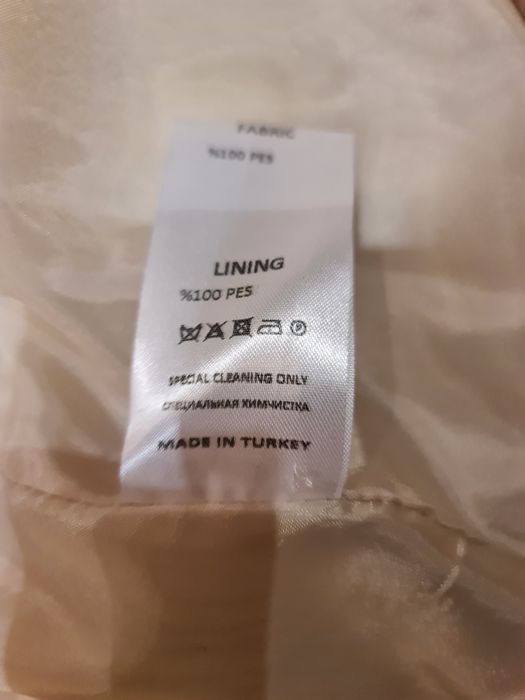 FABRIC
%100 PES
LINING
%100 PES
SPECIAL CLEANING ONLY
СПЕЦИАЛЬНАЯ ХИМЧИСТКА
MADE IN TURKEY